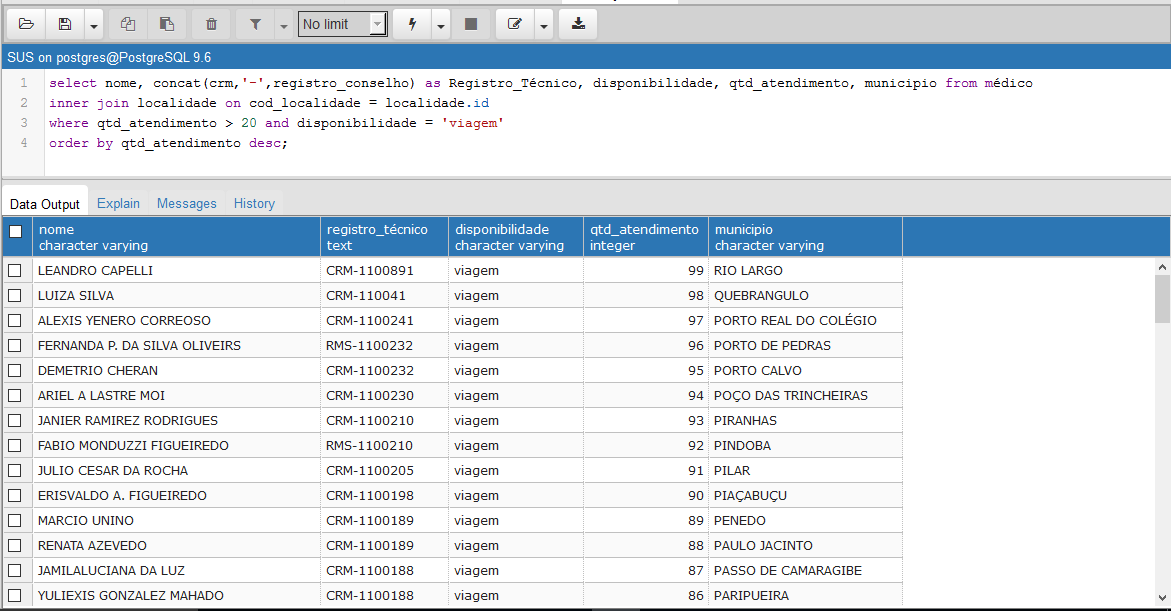 No limit
SUS on postgres@PostgreSQL 9.6
1 select nome, concat(crm,'-',registro_conselho) as Registro_Técnico, disponibilidade, qtd_atendimento, municipio from médico
2 inner join localidade on cod_localidade = localidade.id
3 where qtd_atendimento > 20 and disponibilidade = 'viagem'
4 order by qtd_atendimento desc;
Data Output Explain Messages History
nome registro_técnico disponibilidade qtd_atendimento municipio
character varying text character varying integer character varying
LEANDRO CAPELLI CRM-1100891 viagem 99 RIO LARGO
LUIZA SILVA CRM-110041 viagem 98 QUEBRANGULO
ALEXIS YENERO CORREOSO CRM-1100241 viagem 97 PORTO REAL DO COLÉGIO
FERNANDA P. DA SILVA OLIVEIRS RMS-1100232 viagem 96 PORTO DE PEDRAS
DEMETRIO CHERAN CRM-1100232 viagem 95 PORTO CALVO
ARIEL A LASTRE MOI CRM-1100230 viagem 94 POÇO DAS TRINCHEIRAS
JANIER RAMIREZ RODRIGUES CRM-1100210 viagem 93 PIRANHAS
FABIO MONDUZZI FIGUEIREDO RMS-1100210 viagem 92 PINDOBA
JULIO CESAR DA ROCHA CRM-1100205 viagem 91 PILAR
ERISVALDO A. FIGUEIREDO CRM-1100198 viagem 90 PIAÇABUÇU
MARCIO UNINO CRM-1100189 viagem 89 PENEDO
RENATA AZEVEDO CRM-1100189 viagem 88 PAULO JACINTO
JAMILALUCIANA DA LUZ CRM-1100188 viagem 87 PASSO DE CAMARAGIBE
YULIEXIS GONZALEZ MAHADO CRM-1100188 viagem 86 PARIPUEIRA